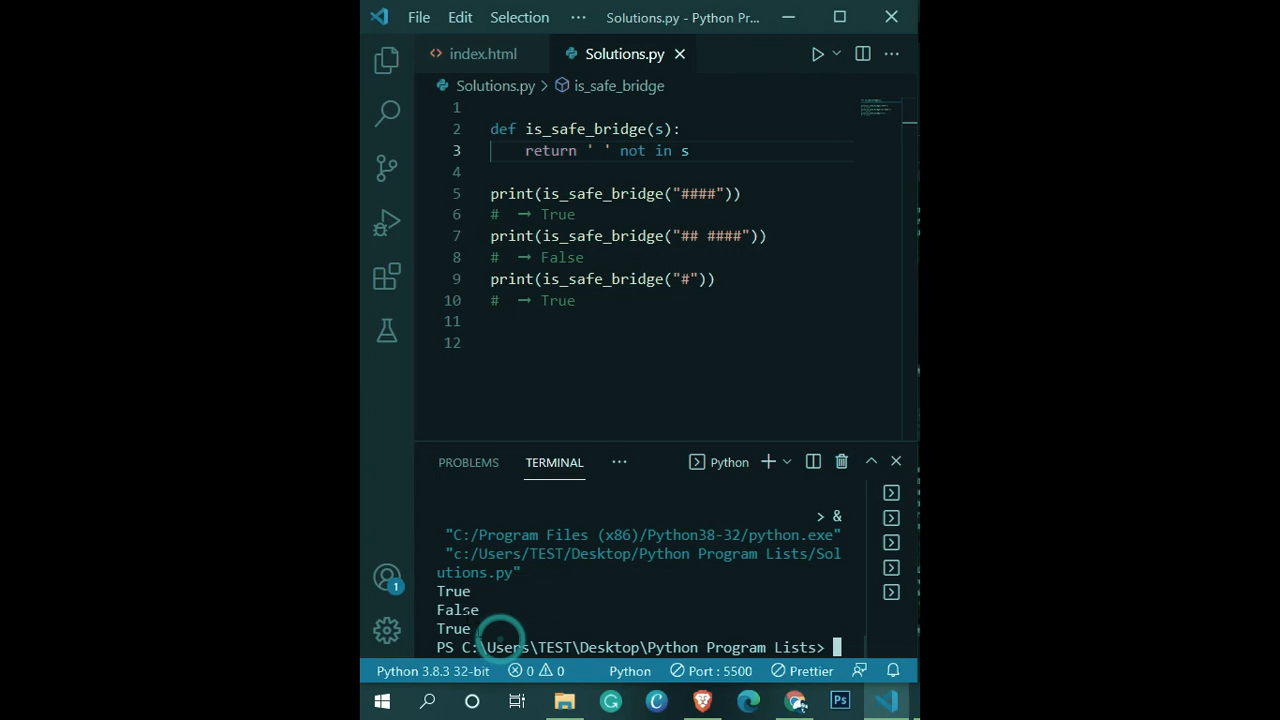 File Edit Selection ··· Solutions.py - Python Pr...
index.html Solutions.py
Solutions.py > is_safe_bridge
1
2 def is_safe_bridge(s):
3 return ' ' not in s
4
5 print(is_safe_bridge("####"))
6 # → True
7 print(is_safe_bridge("## ####"))
8 # → False
9 print(is_safe_bridge("#"))
10 # → True
11
12
PROBLEMS TERMINAL ··· Python
> &
"C:/Program Files (x86)/Python38-32/python.exe"
"c:/Users/TEST/Desktop/Python Program Lists/Sol
utions.py"
True
False
True
PS C:\Users\TEST\Desktop\Python Program Lists>
1
Python 3.8.3 32-bit 0 0 Python Port : 5500 Prettier
Ps